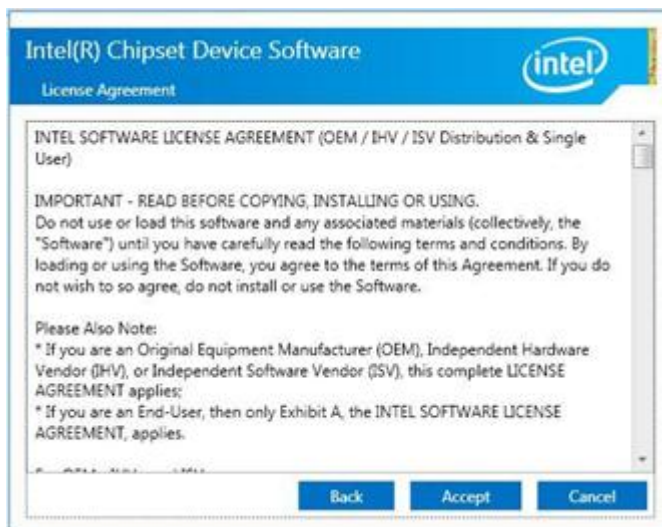 Intel(R) Chipset Device Software
License Agreement
intel
INTEL SOFTWARE LICENSE AGREEMENT (OEM / IHV / ISV Distribution & Single
User)
IMPORTANT - READ BEFORE COPYING, INSTALLING OR USING.
Do not use or load this software and any associated materials (collectively, the
"Software") until you have carefully read the following terms and conditions. By
loading or using the Software, you agree to the terms of this Agreement. If you do
not wish to so agree, do not install or use the Software.
Please Also Note:
* If you are an Original Equipment Manufacturer (OEM), Independent Hardware
Vendor (IHV), or Independent Software Vendor (ISV), this complete LICENSE
AGREEMENT applies;
* If you are an End-User, then only Exhibit A, the INTEL SOFTWARE LICENSE
AGREEMENT, applies.
Back
Accept
Cancel